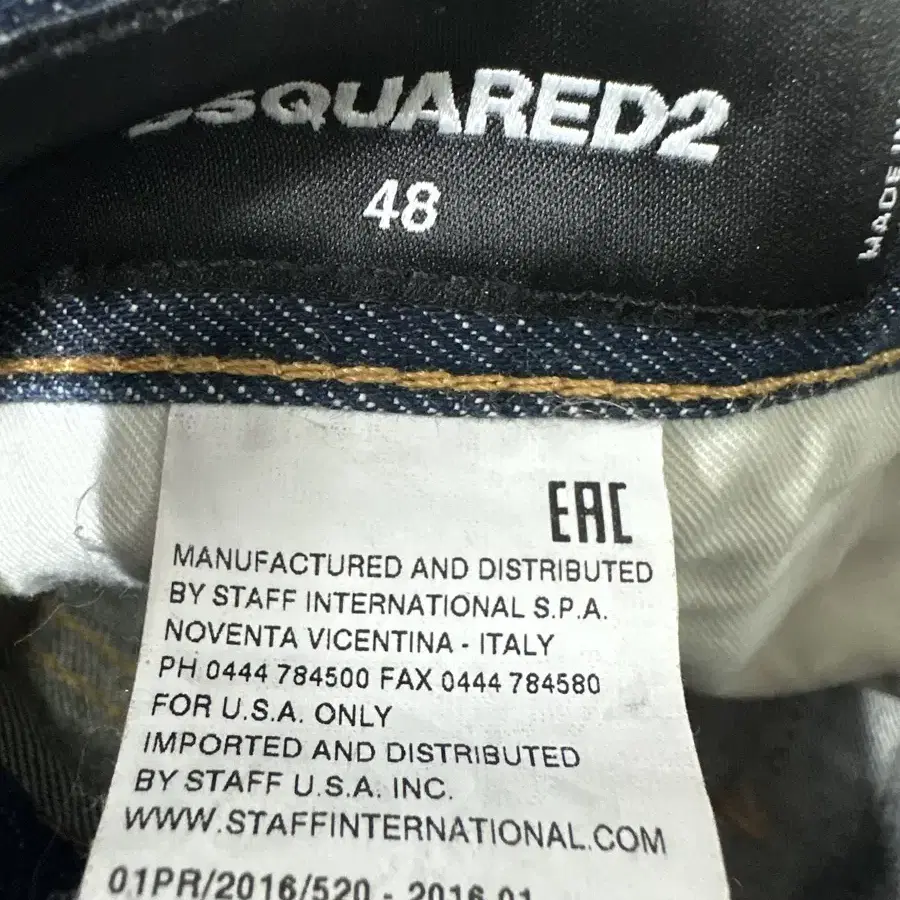 DSQUARED2
48
MADE IN
EAC
MANUFACTURED AND DISTRIBUTED
BY STAFF INTERNATIONAL S.P.A.
NOVENTA VICENTINA - ITALY
PH 0444 784500 FAX 0444 784580
FOR U.S.A. ONLY
IMPORTED AND DISTRIBUTED
BY STAFF U.S.A. INC.
WWW.STAFFINTERNATIONAL.COM
01PR/2016/520 - 2016.01